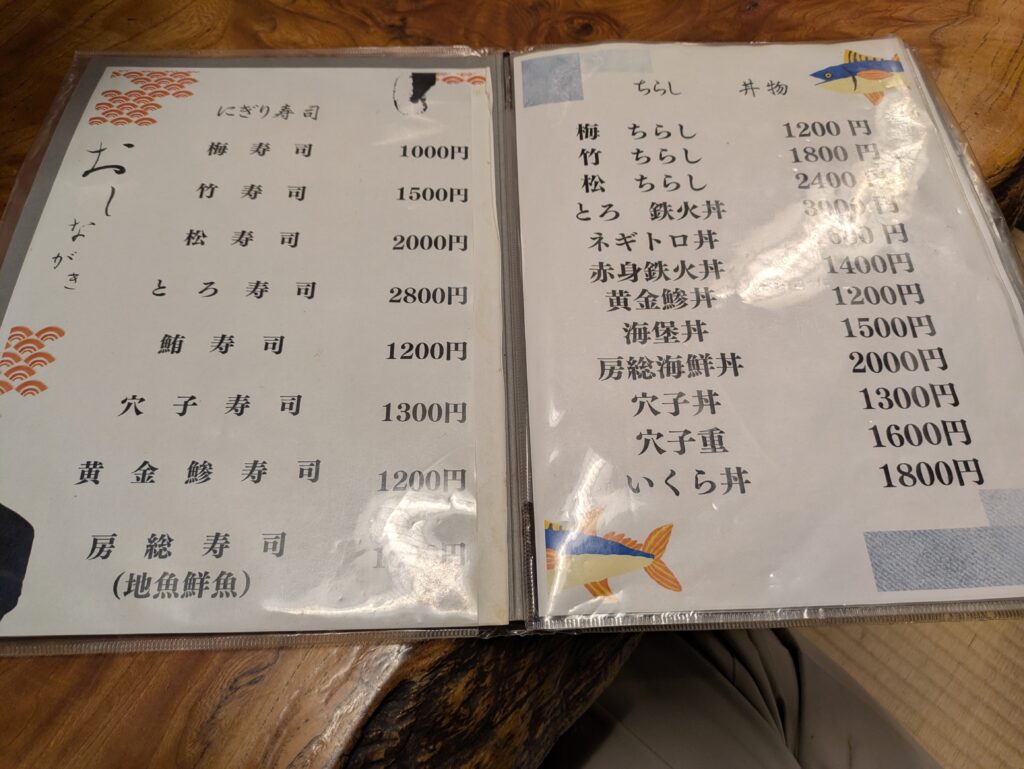 おしながき
にぎり寿司
梅寿司 1000円
竹寿司 1500円
松寿司 2000円
とろ寿司 2800円
鮪寿司 1200円
穴子寿司 1300円
黄金鯵寿司 1200円
房総寿司
(地魚鮮魚)
ちらし 丼物
梅 ちらし 1200円
竹 ちらし 1800円
松 ちらし 2400円
とろ 鉄火丼 円
ネギトロ丼 円
赤身鉄火丼 1400円
黄金鯵丼 1200円
海堡丼 1500円
房総海鮮丼 2000円
穴子丼 1300円
穴子重 1600円
いくら丼 1800円